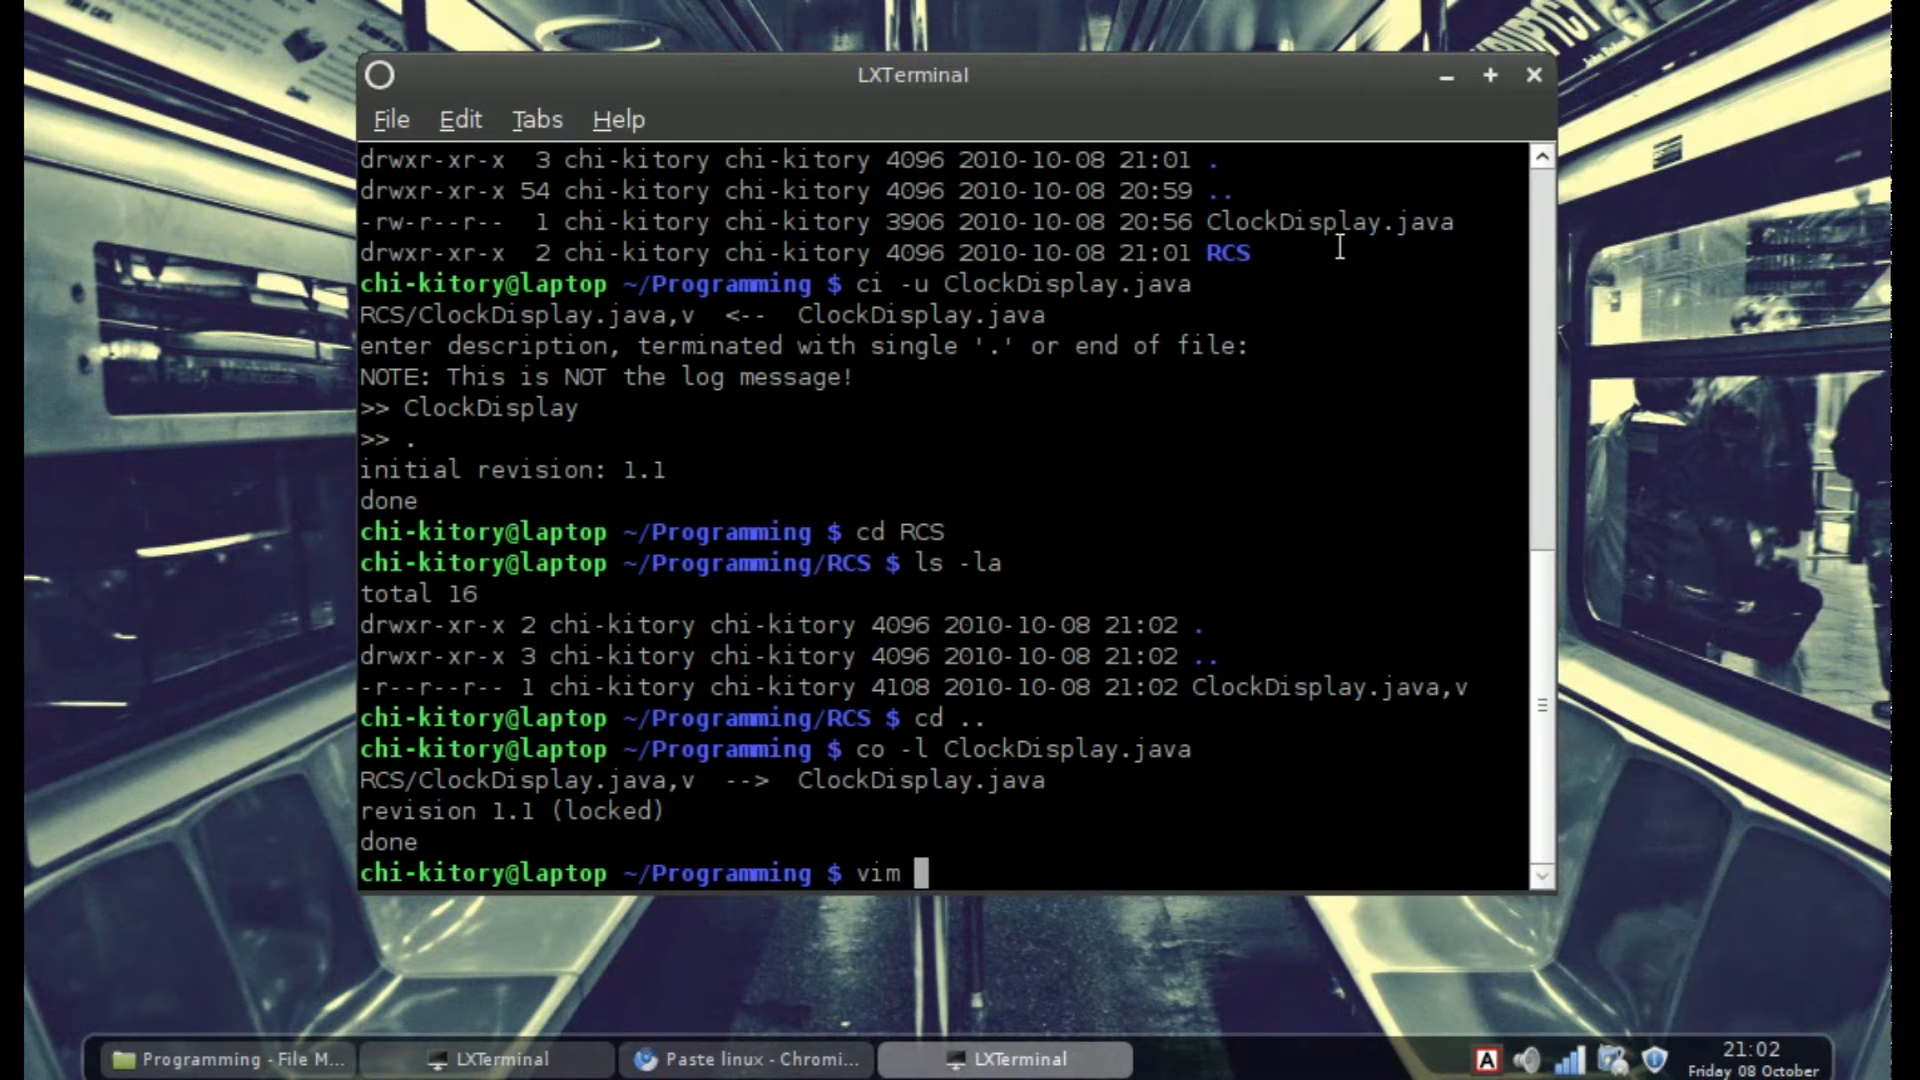 LXTerminal
File Edit Tabs Help
drwxr-xr-x  3 chi-kitory chi-kitory 4096 2010-10-08 21:01 .
drwxr-xr-x 54 chi-kitory chi-kitory 4096 2010-10-08 20:59 ..
-rw-r--r--  1 chi-kitory chi-kitory 3906 2010-10-08 20:56 ClockDisplay.java
drwxr-xr-x  2 chi-kitory chi-kitory 4096 2010-10-08 21:01 RCS
chi-kitory@laptop ~/Programming $ ci -u ClockDisplay.java
RCS/ClockDisplay.java,v  <--  ClockDisplay.java
enter description, terminated with single '.' or end of file:
NOTE: This is NOT the log message!
>> ClockDisplay
>> .
initial revision: 1.1
done
chi-kitory@laptop ~/Programming $ cd RCS
chi-kitory@laptop ~/Programming/RCS $ ls -la
total 16
drwxr-xr-x 2 chi-kitory chi-kitory 4096 2010-10-08 21:02 .
drwxr-xr-x 3 chi-kitory chi-kitory 4096 2010-10-08 21:02 ..
-r--r--r-- 1 chi-kitory chi-kitory 4108 2010-10-08 21:02 ClockDisplay.java,v
chi-kitory@laptop ~/Programming/RCS $ cd ..
chi-kitory@laptop ~/Programming $ co -l ClockDisplay.java
RCS/ClockDisplay.java,v  -->  ClockDisplay.java
revision 1.1 (locked)
done
chi-kitory@laptop ~/Programming $ vim
Programming - File M... LXTerminal Paste linux - Chromi... LXTerminal A 21:02
Friday 08 October